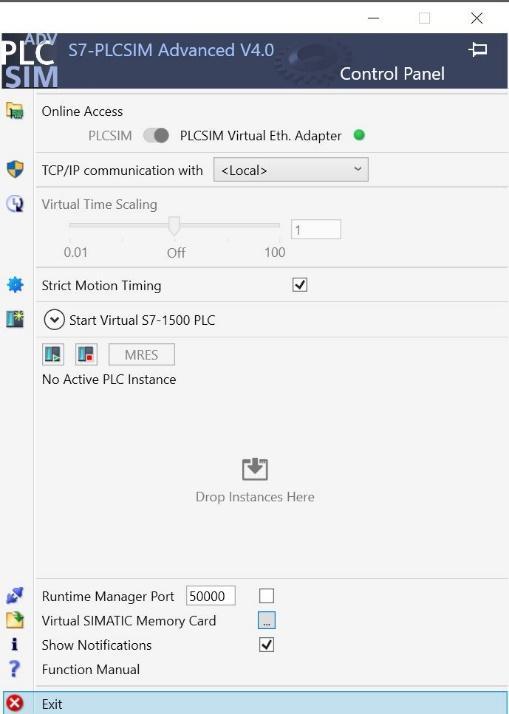 ADV
PLC
SIM
S7-PLCSIM Advanced V4.0
Control Panel
Online Access
PLCSIM PLCSIM Virtual Eth. Adapter
TCP/IP communication with <Local>
Virtual Time Scaling
1
0.01 Off 100
Strict Motion Timing
Start Virtual S7-1500 PLC
MRES
No Active PLC Instance
Drop Instances Here
Runtime Manager Port 50000
Virtual SIMATIC Memory Card ...
Show Notifications
Function Manual
Exit